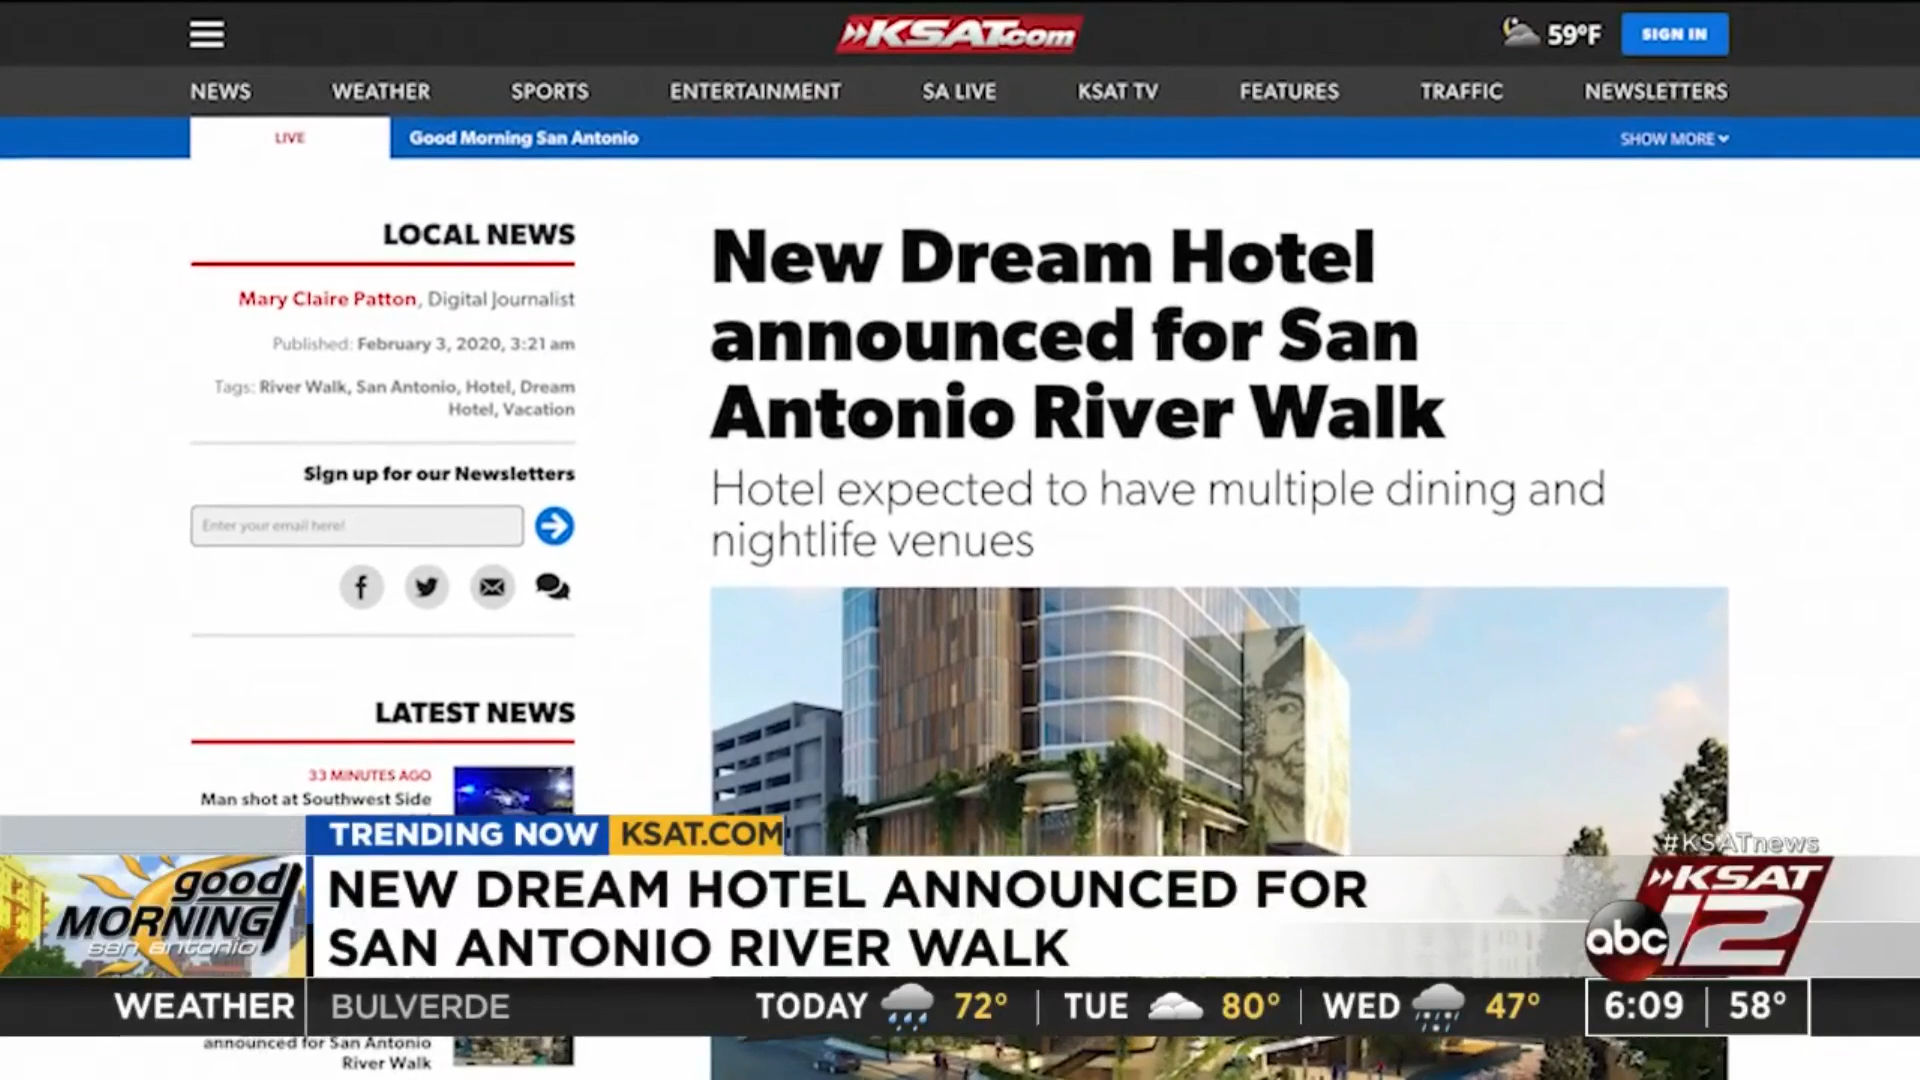 KSAT.com
59°F
SIGN IN
NEWS
WEATHER
SPORTS
ENTERTAINMENT
SA LIVE
KSAT TV
FEATURES
TRAFFIC
NEWSLETTERS
LIVE
Good Morning San Antonio
SHOW MORE
LOCAL NEWS
Mary Claire Patton, Digital Journalist
Published: February 3, 2020, 3:21 am
Tags: River Walk, San Antonio, Hotel, Dream
Hotel, Vacation
Sign up for our Newsletters
Enter your email here!
LATEST NEWS
33 MINUTES AGO
Man shot at Southwest Side
New Dream Hotel
announced for San
Antonio River Walk
Hotel expected to have multiple dining and
nightlife venues
TRENDING NOW
KSAT.COM
good
MORNING
san antonio
NEW DREAM HOTEL ANNOUNCED FOR
SAN ANTONIO RIVER WALK
#KSATnews
KSAT
12
abc
WEATHER
BULVERDE
TODAY 72°
TUE 80°
WED 47°
6:09
58°
announced for San Antonio
River Walk